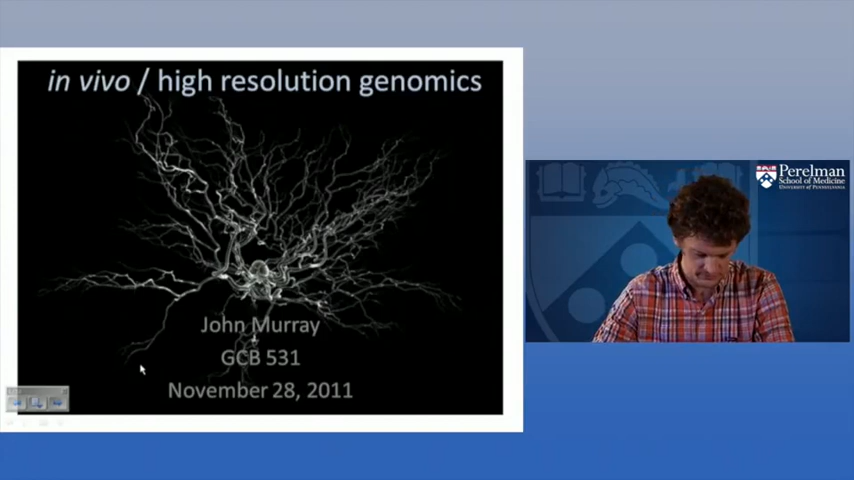 in vivo / high resolution genomics
John Murray
GCB 531
November 28, 2011
Perelman
School of Medicine
University of Pennsylvania